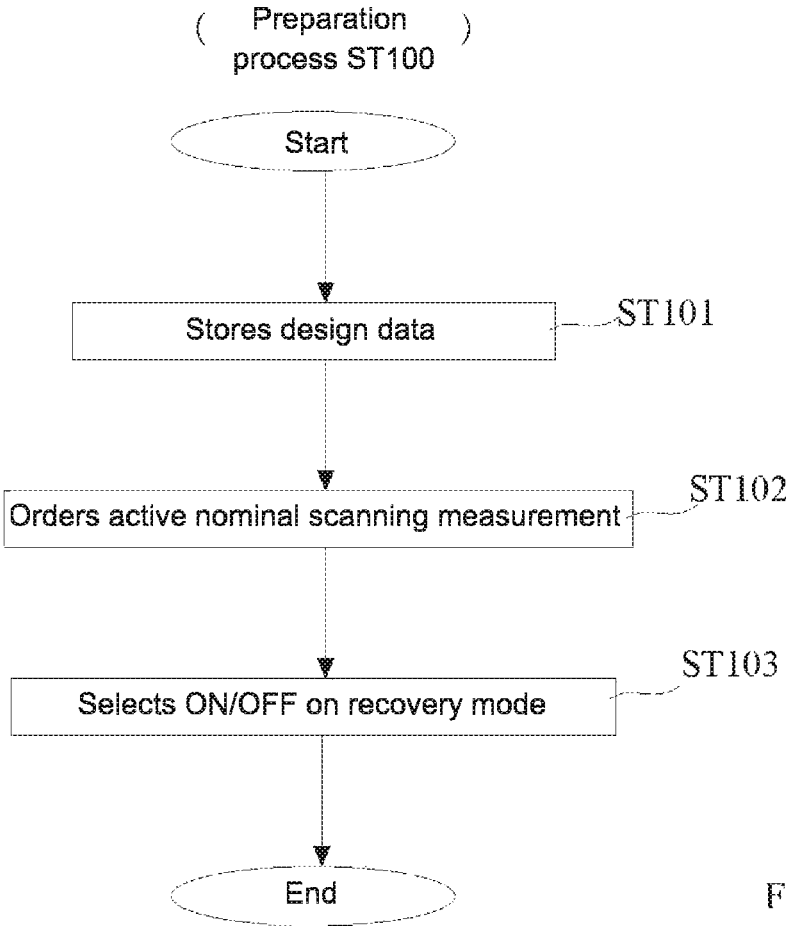 ( Preparation )
process ST100
Start
Stores design data
ST101
Orders active nominal scanning measurement
ST102
Selects ON/OFF on recovery mode
ST103
End
F